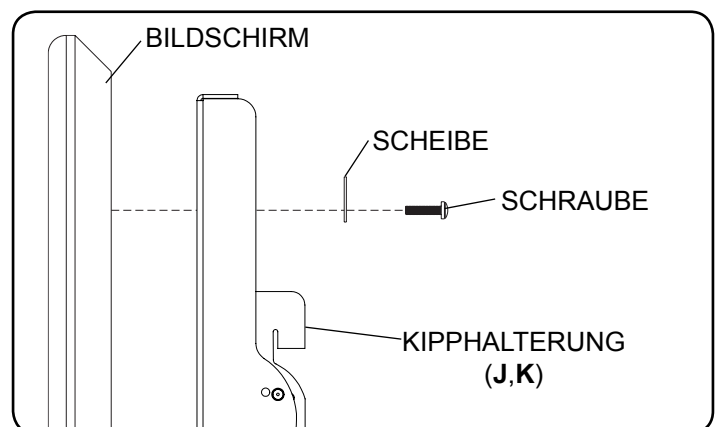 BILDSCHIRM
SCHEIBE
SCHRAUBE
KIPPHALTERUNG
(J,K)